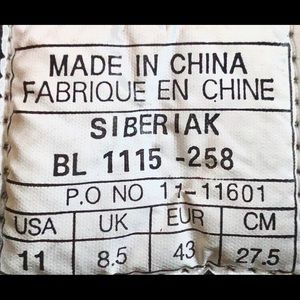 MADE IN CHINA
FABRIQUE EN CHINE
SIBERIAK
BL 1115 -258
P.O NO 11-11601
USA UK EUR CM
11 8.5 43 27.5